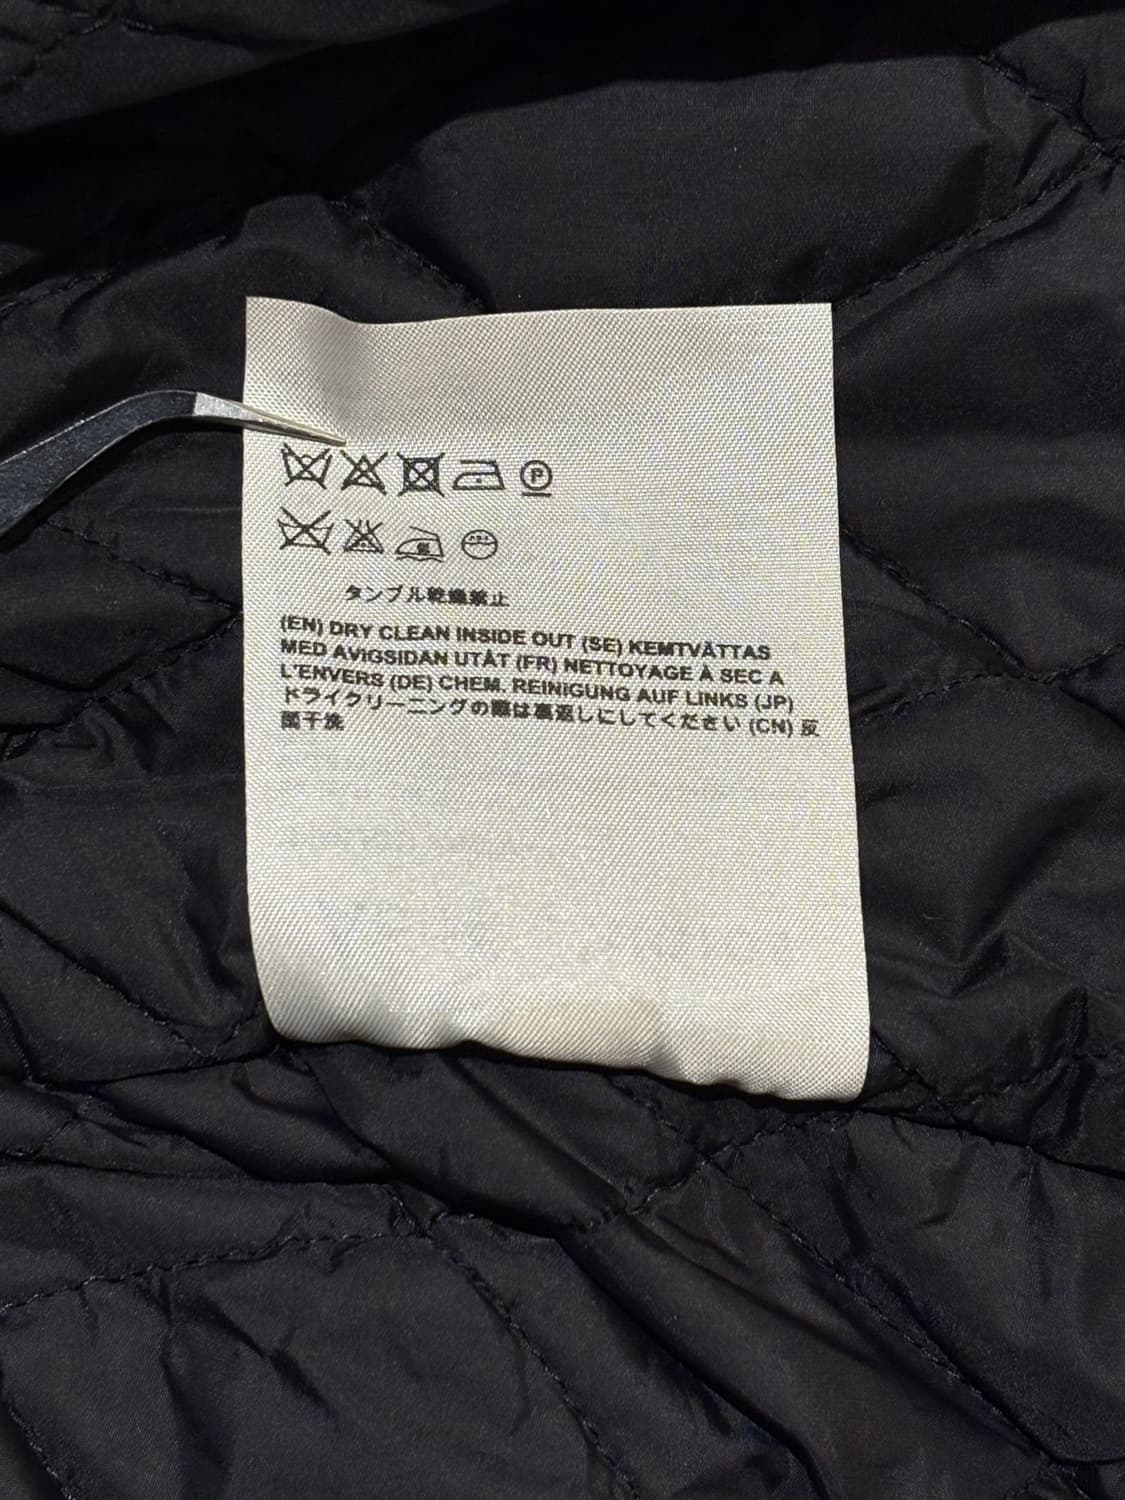 P
タンブル乾燥禁止
(EN) DRY CLEAN INSIDE OUT (SE) KEMTVÄTTAS
MED AVIGSIDAN UTÅT (FR) NETTOYAGE À SEC A
L'ENVERS (DE) CHEM. REINIGUNG AUF LINKS (JP)
ドライクリーニングの際は裏返しにしてください (CN) 反
面干洗